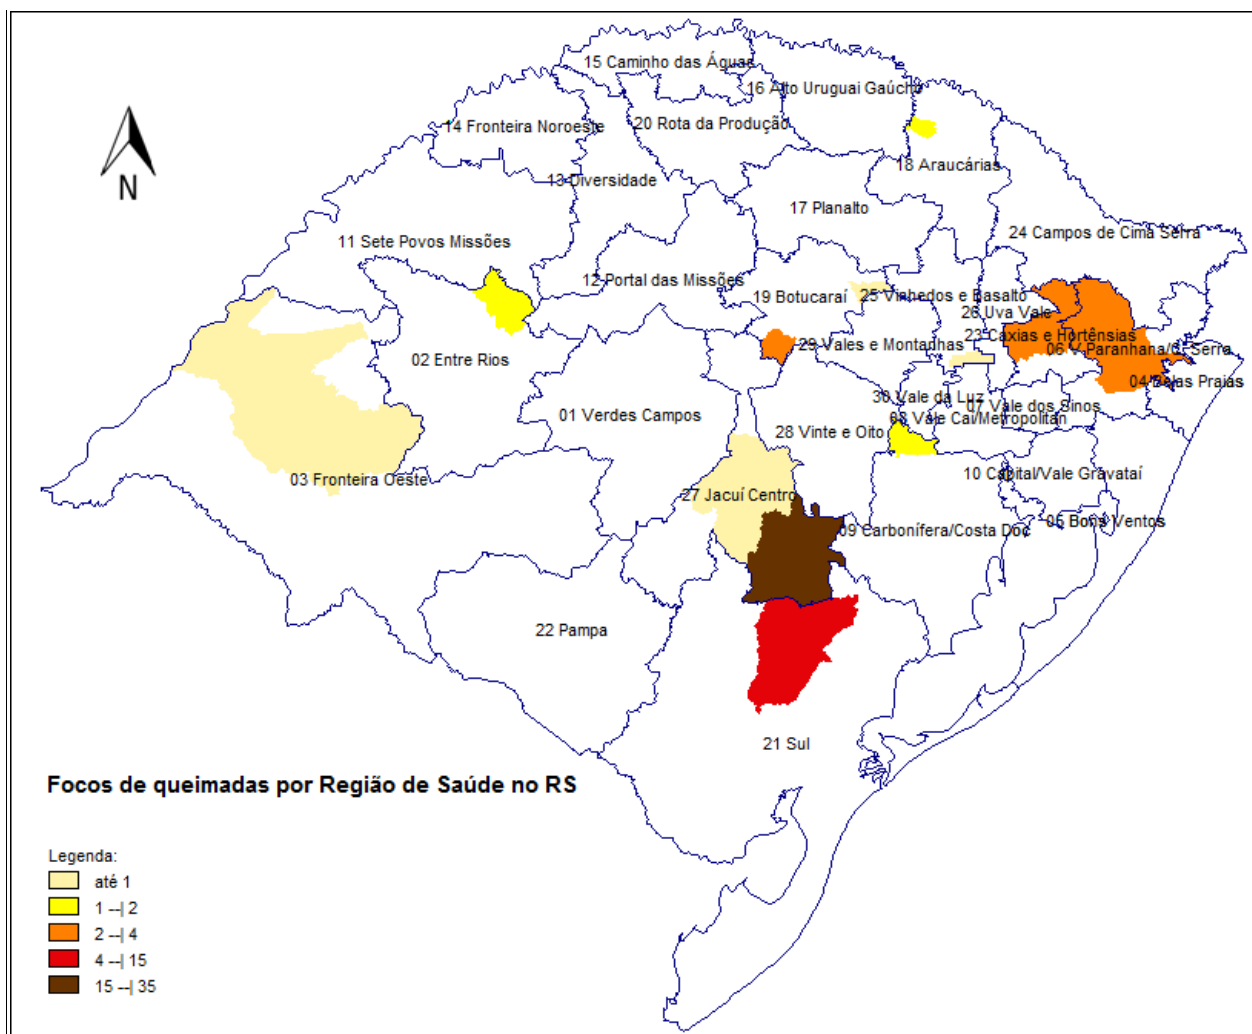 15 Caminho das Águas
16 Alto Uruguai Gaúcho
14 Fronteira Noroeste
20 Rota da Produção
18 Araucárias
13 Diversidade
N
17 Planalto
24 Campos de Cima Serra
11 Sete Povos Missões
12 Portal das Missões
19 Botucaraí
25 Vinhedos e Basalto
26 Uva Vale
23 Caxias e Hortênsias
29 Vales e Montanhas
06 V Paranhana/C. Serra
02 Entre Rios
04 Belas Praias
30 Vale da Luz
07 Vale dos Sinos
01 Verdes Campos
08 Vale Caí/Metropolitan
28 Vinte e Oito
10 Capital/Vale Gravataí
03 Fronteira Oeste
27 Jacuí Centro
05 Bons Ventos
09 Carbonífera/Costa Doc
22 Pampa
21 Sul
Focos de queimadas por Região de Saúde no RS
Legenda:
até 1
1 --| 2
2 --| 4
4 --| 15
15 --| 35